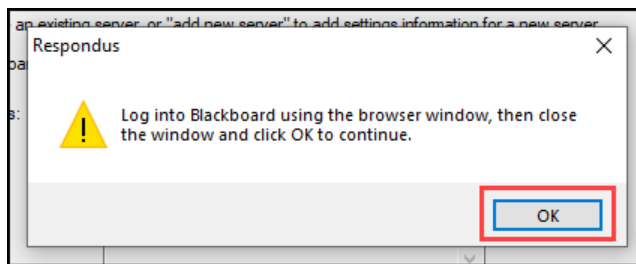 an existing server, or "add new server" to add settings information for a new server
Respondus
s:
Log into Blackboard using the browser window, then close
the window and click OK to continue.
OK